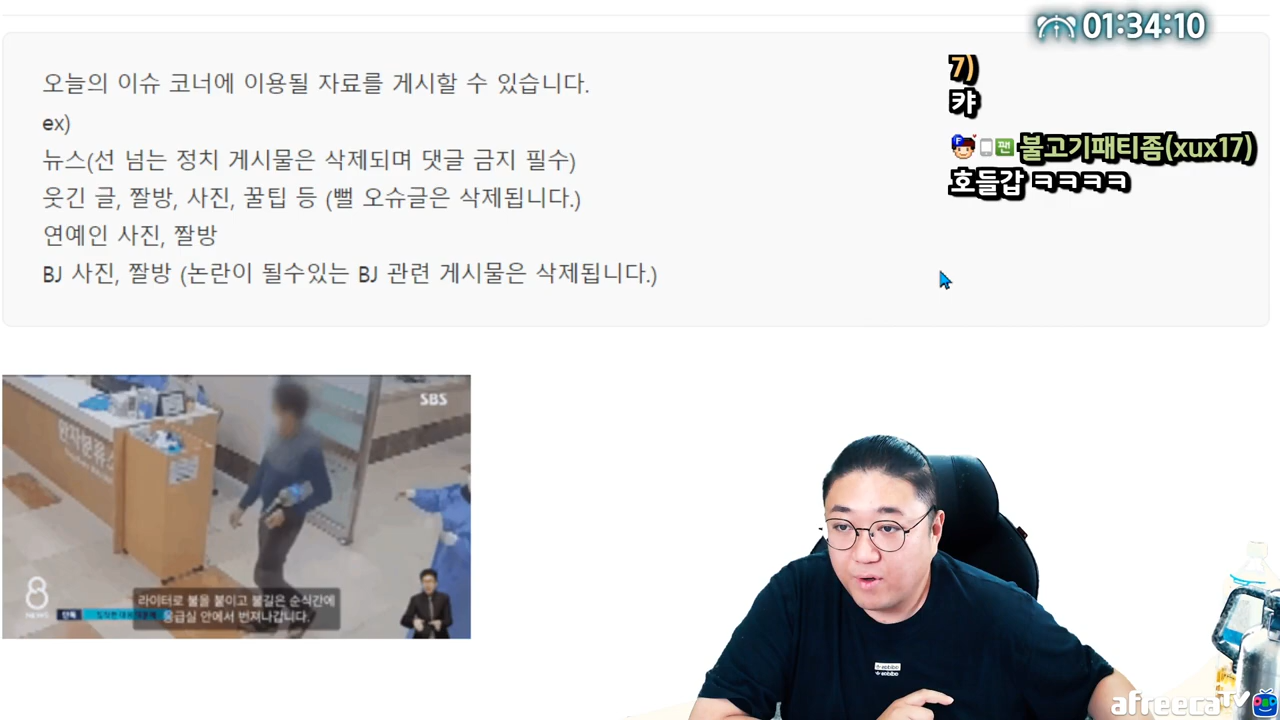 01:34:10
오늘의 이슈 코너에 이용될 자료를 게시할 수 있습니다.
ex)
뉴스(선 넘는 정치 게시물은 삭제되며 댓글 금지 필수)
웃긴 글, 짤방, 사진, 꿀팁 등 (뻘 오슈글은 삭제됩니다.)
연예인 사진, 짤방
BJ 사진, 짤방 (논란이 될수있는 BJ 관련 게시물은 삭제됩니다.)
7)
캬
팬 불고기패티좀(xux17)
호들갑 ㅋㅋㅋㅋ
SBS
8
NEWS
단독
라이터로 불을 붙이고 불길은 순식간에
응급실 안에서 번져나갑니다.
afreecaTV